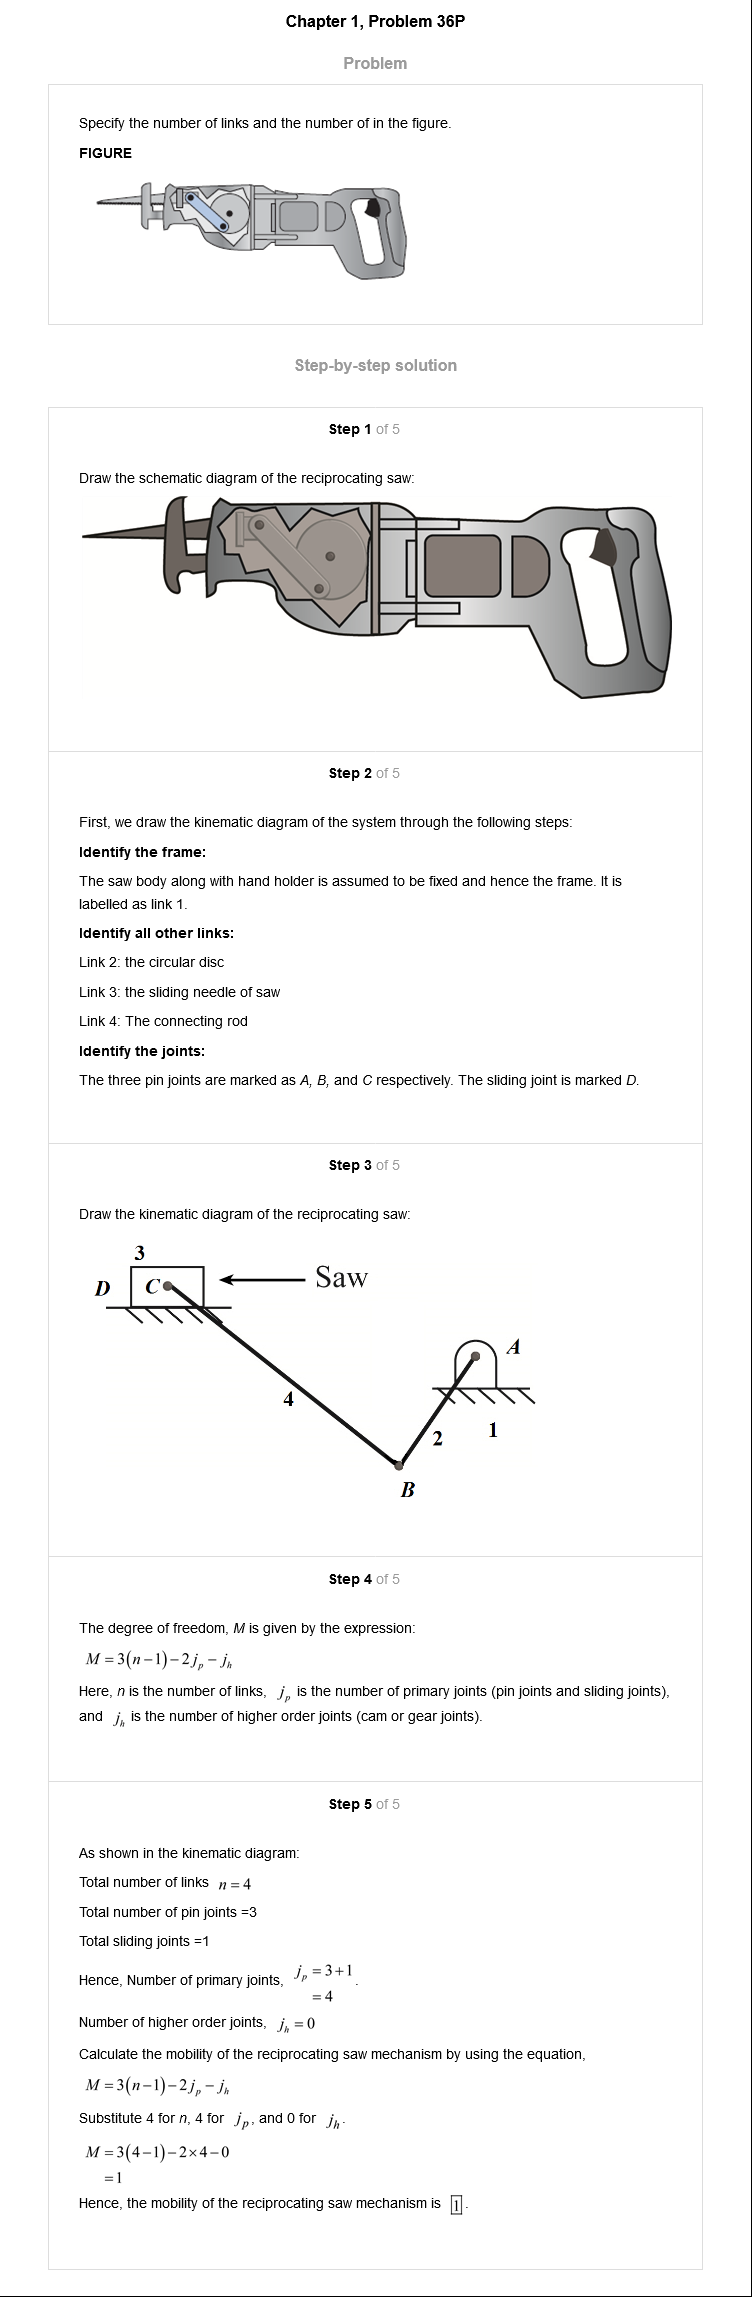 Chapter 1, Problem 36P
Problem
Specify the number of links and the number of in the figure.
FIGURE
Step-by-step solution
Step 1 of 5
Draw the schematic diagram of the reciprocating saw:
Step 2 of 5
First, we draw the kinematic diagram of the system through the following steps:
Identify the frame:
The saw body along with hand holder is assumed to be fixed and hence the frame. It is
labelled as link 1.
Identify all other links:
Link 2: the circular disc
Link 3: the sliding needle of saw
Link 4: The connecting rod
Identify the joints:
The three pin joints are marked as A, B, and C respectively. The sliding joint is marked D.
Step 3 of 5
Draw the kinematic diagram of the reciprocating saw:
3
D
C
Saw
A
4
2
1
B
Step 4 of 5
The degree of freedom, M is given by the expression:
M = 3(n−1)−2j_p − j_h
Here, n is the number of links, j_p is the number of primary joints (pin joints and sliding joints),
and j_h is the number of higher order joints (cam or gear joints).
Step 5 of 5
As shown in the kinematic diagram:
Total number of links n = 4
Total number of pin joints =3
Total sliding joints =1
Hence, Number of primary joints, j_p = 3+1
= 4 .
Number of higher order joints, j_h = 0
Calculate the mobility of the reciprocating saw mechanism by using the equation,
M = 3(n−1)−2j_p − j_h
Substitute 4 for n, 4 for j_p, and 0 for j_h.
M = 3(4−1)−2×4−0
= 1
Hence, the mobility of the reciprocating saw mechanism is 1.